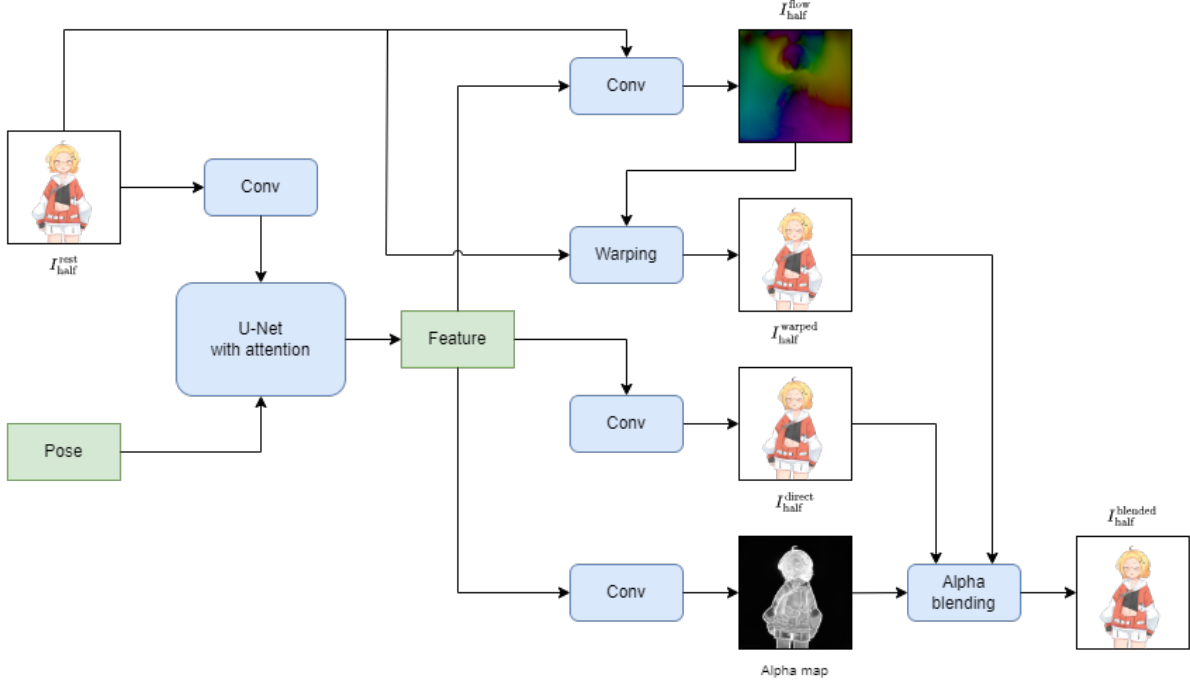 I_half^flow
Conv
Conv
I_half^rest
Warping
U-Net
with attention
Feature
I_half^warped
Conv
Pose
I_half^direct
I_half^blended
Conv
Alpha
blending
Alpha map